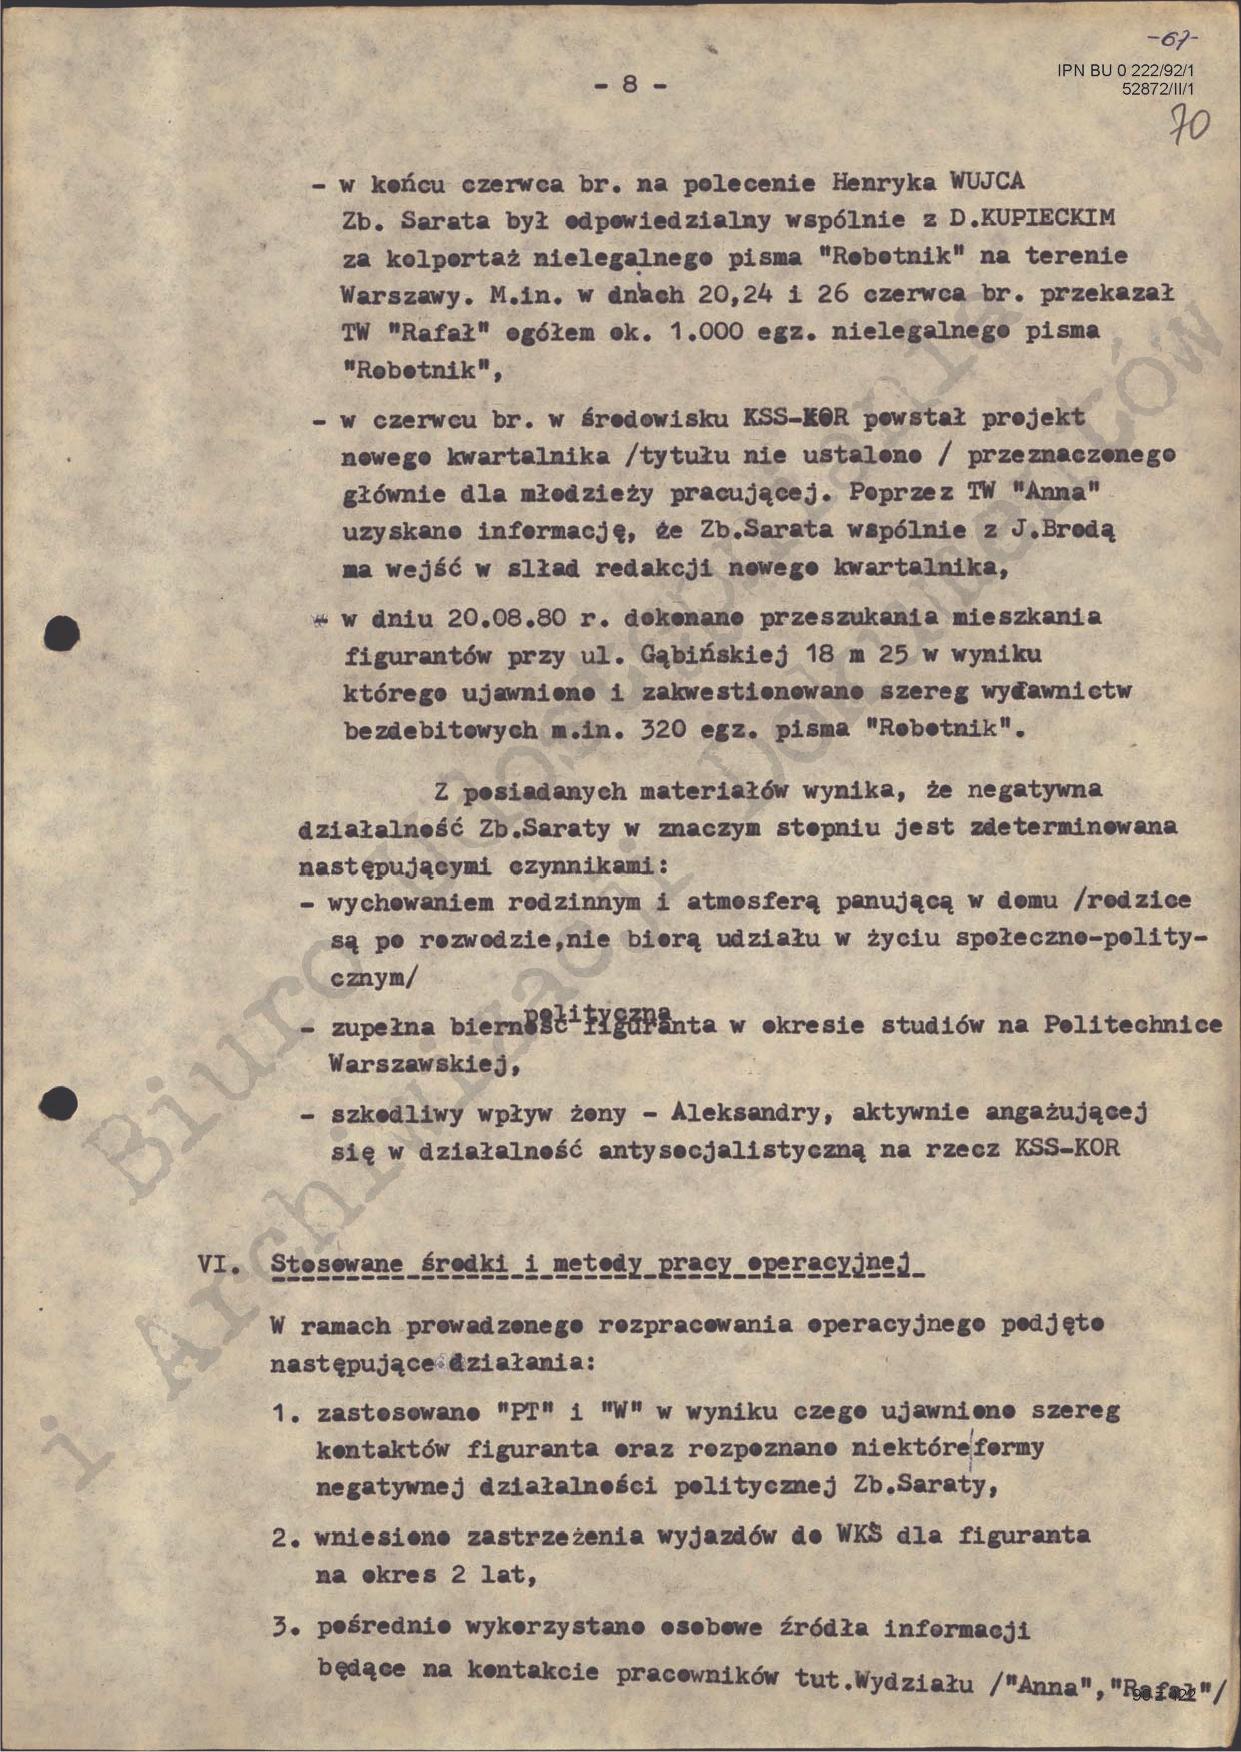 -67-
IPN BU 0 222/92/1
52872/II/1
- 8 -
70
- w końcu czerwca br. na polecenie Henryka WUJCA
Zb. Sarata był odpowiedzialny wspólnie z D.KUPIECKIM
za kolportaż nielegalnego pisma "Robotnik" na terenie
Warszawy. M.in. w dniach 20,24 i 26 czerwca br. przekazał
TW "Rafał" ogółem ok. 1.000 egz. nielegalnego pisma
"Robotnik",
- w czerwcu br. w środowisku KSS-KOR powstał projekt
nowego kwartalnika /tytułu nie ustalono / przeznaczonego
głównie dla młodzieży pracującej. Poprzez TW "Anna"
uzyskano informację, że Zb.Sarata wspólnie z J.Brodą
ma wejść w słład redakcji nowego kwartalnika,
- w dniu 20.08.80 r. dokonano przeszukania mieszkania
figurantów przy ul. Gąbińskiej 18 m 25 w wyniku
którego ujawniono i zakwestionowano szereg wydawnictw
bezdebitowych m.in. 320 egz. pisma "Robotnik".
Z posiadanych materiałów wynika, że negatywna
działalność Zb.Saraty w znaczym stopniu jest zdeterminowana
następującymi czynnikami:
- wychowaniem rodzinnym i atmosferą panującą w domu /rodzice
są po rozwodzie,nie biorą udziału w życiu społeczno-polity-
cznym/
polityczna
- zupełna bierność figuranta w okresie studiów na Politechnice
Warszawskiej,
- szkodliwy wpływ żony - Aleksandry, aktywnie angażującej
się w działalność antysocjalistyczną na rzecz KSS-KOR
VI. Stosowane środki i metody pracy operacyjnej
W ramach prowadzonego rozpracowania operacyjnego podjęto
następujące działania:
1. zastosowano "PT" i "W" w wyniku czego ujawniono szereg
kontaktów figuranta oraz rozpoznano niektóre formy
negatywnej działalności politycznej Zb.Saraty,
2. wniesiono zastrzeżenia wyjazdów do WKS dla figuranta
na okres 2 lat,
3. pośrednio wykorzystano osobowe źródła informacji
będące na kontakcie pracowników tut.Wydziału /"Anna","Rafał"/
Biuro Udostępniania
i Archiwizacji Dokumentów